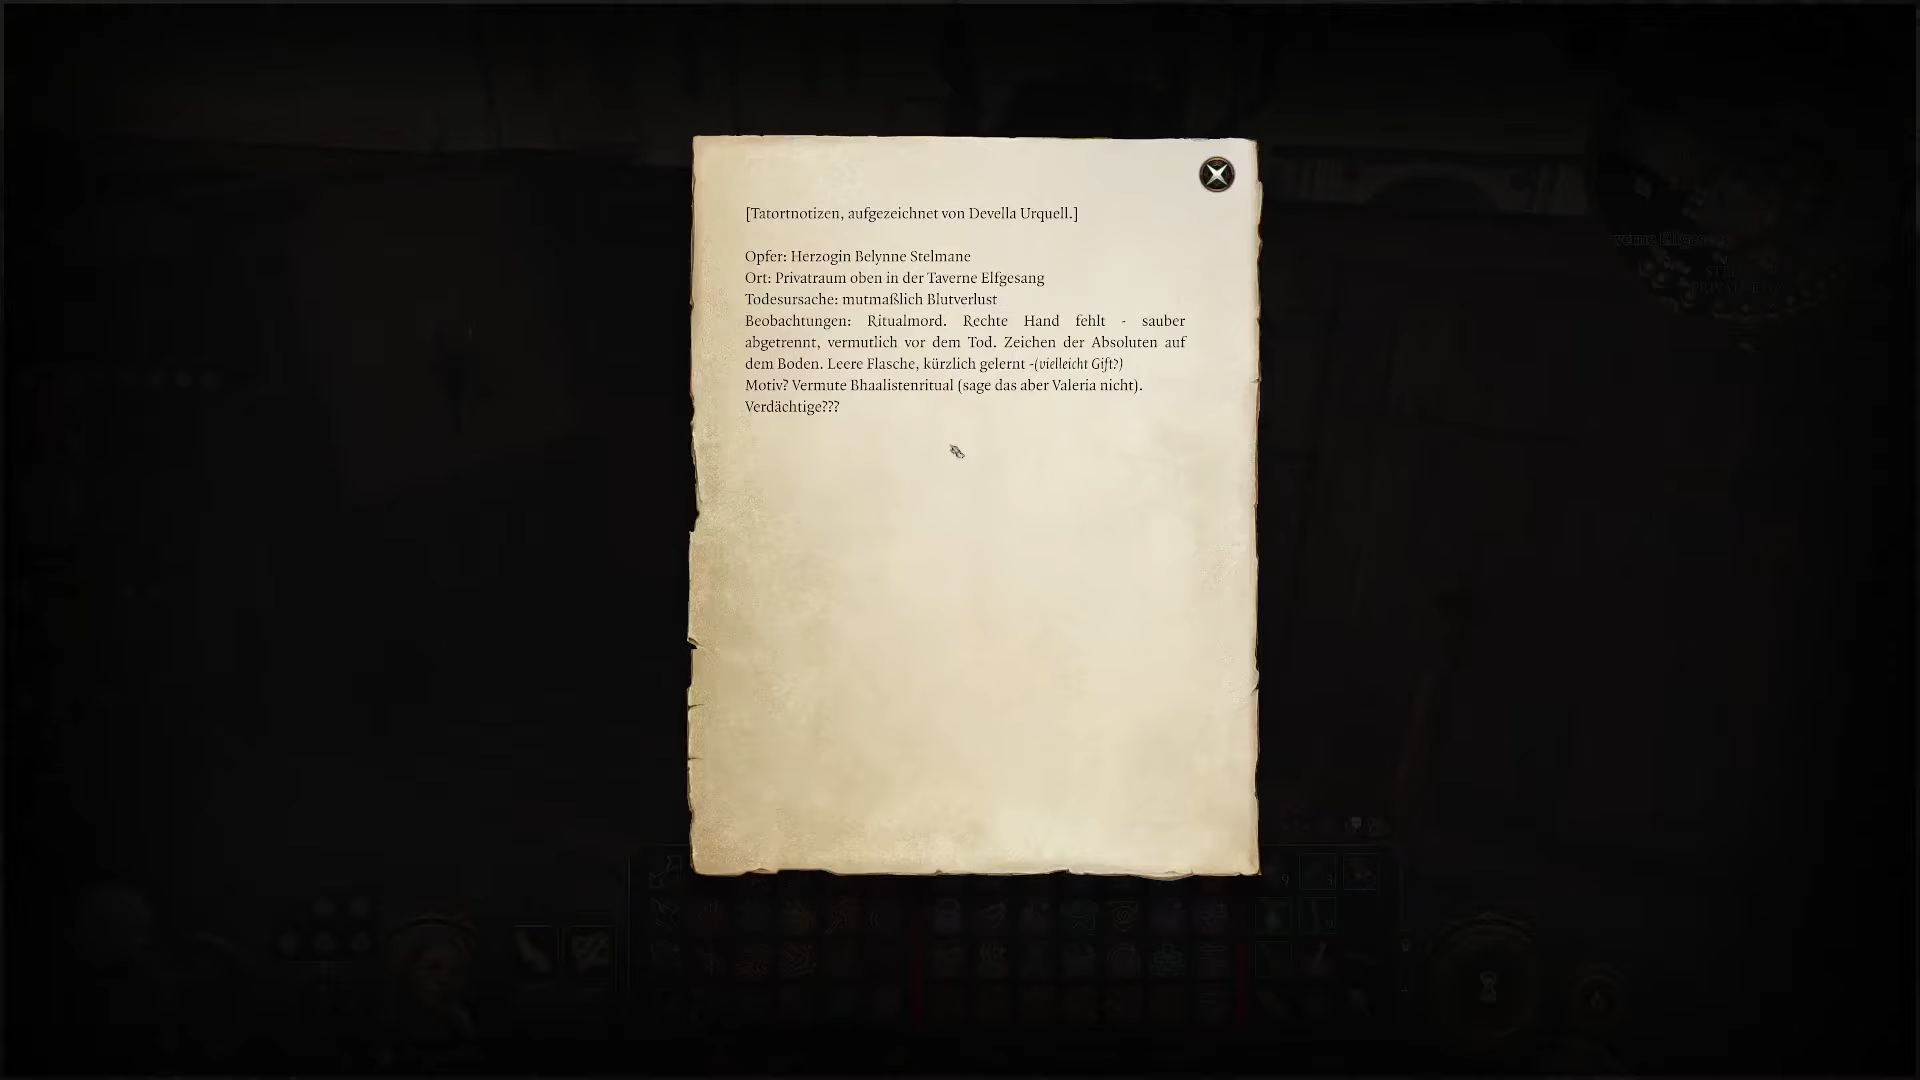 [Tatortnotizen, aufgezeichnet von Devella Urquell.]
Opfer: Herzogin Belynne Stelmane
Ort: Privatraum oben in der Taverne Elfgesang
Todesursache: mutmaßlich Blutverlust
Beobachtungen: Ritualmord. Rechte Hand fehlt - sauber
abgetrennt, vermutlich vor dem Tod. Zeichen der Absoluten auf
dem Boden. Leere Flasche, kürzlich gelernt -(vielleicht Gift?)
Motiv? Vermute Bhaalistenritual (sage das aber Valeria nicht).
Verdächtige???